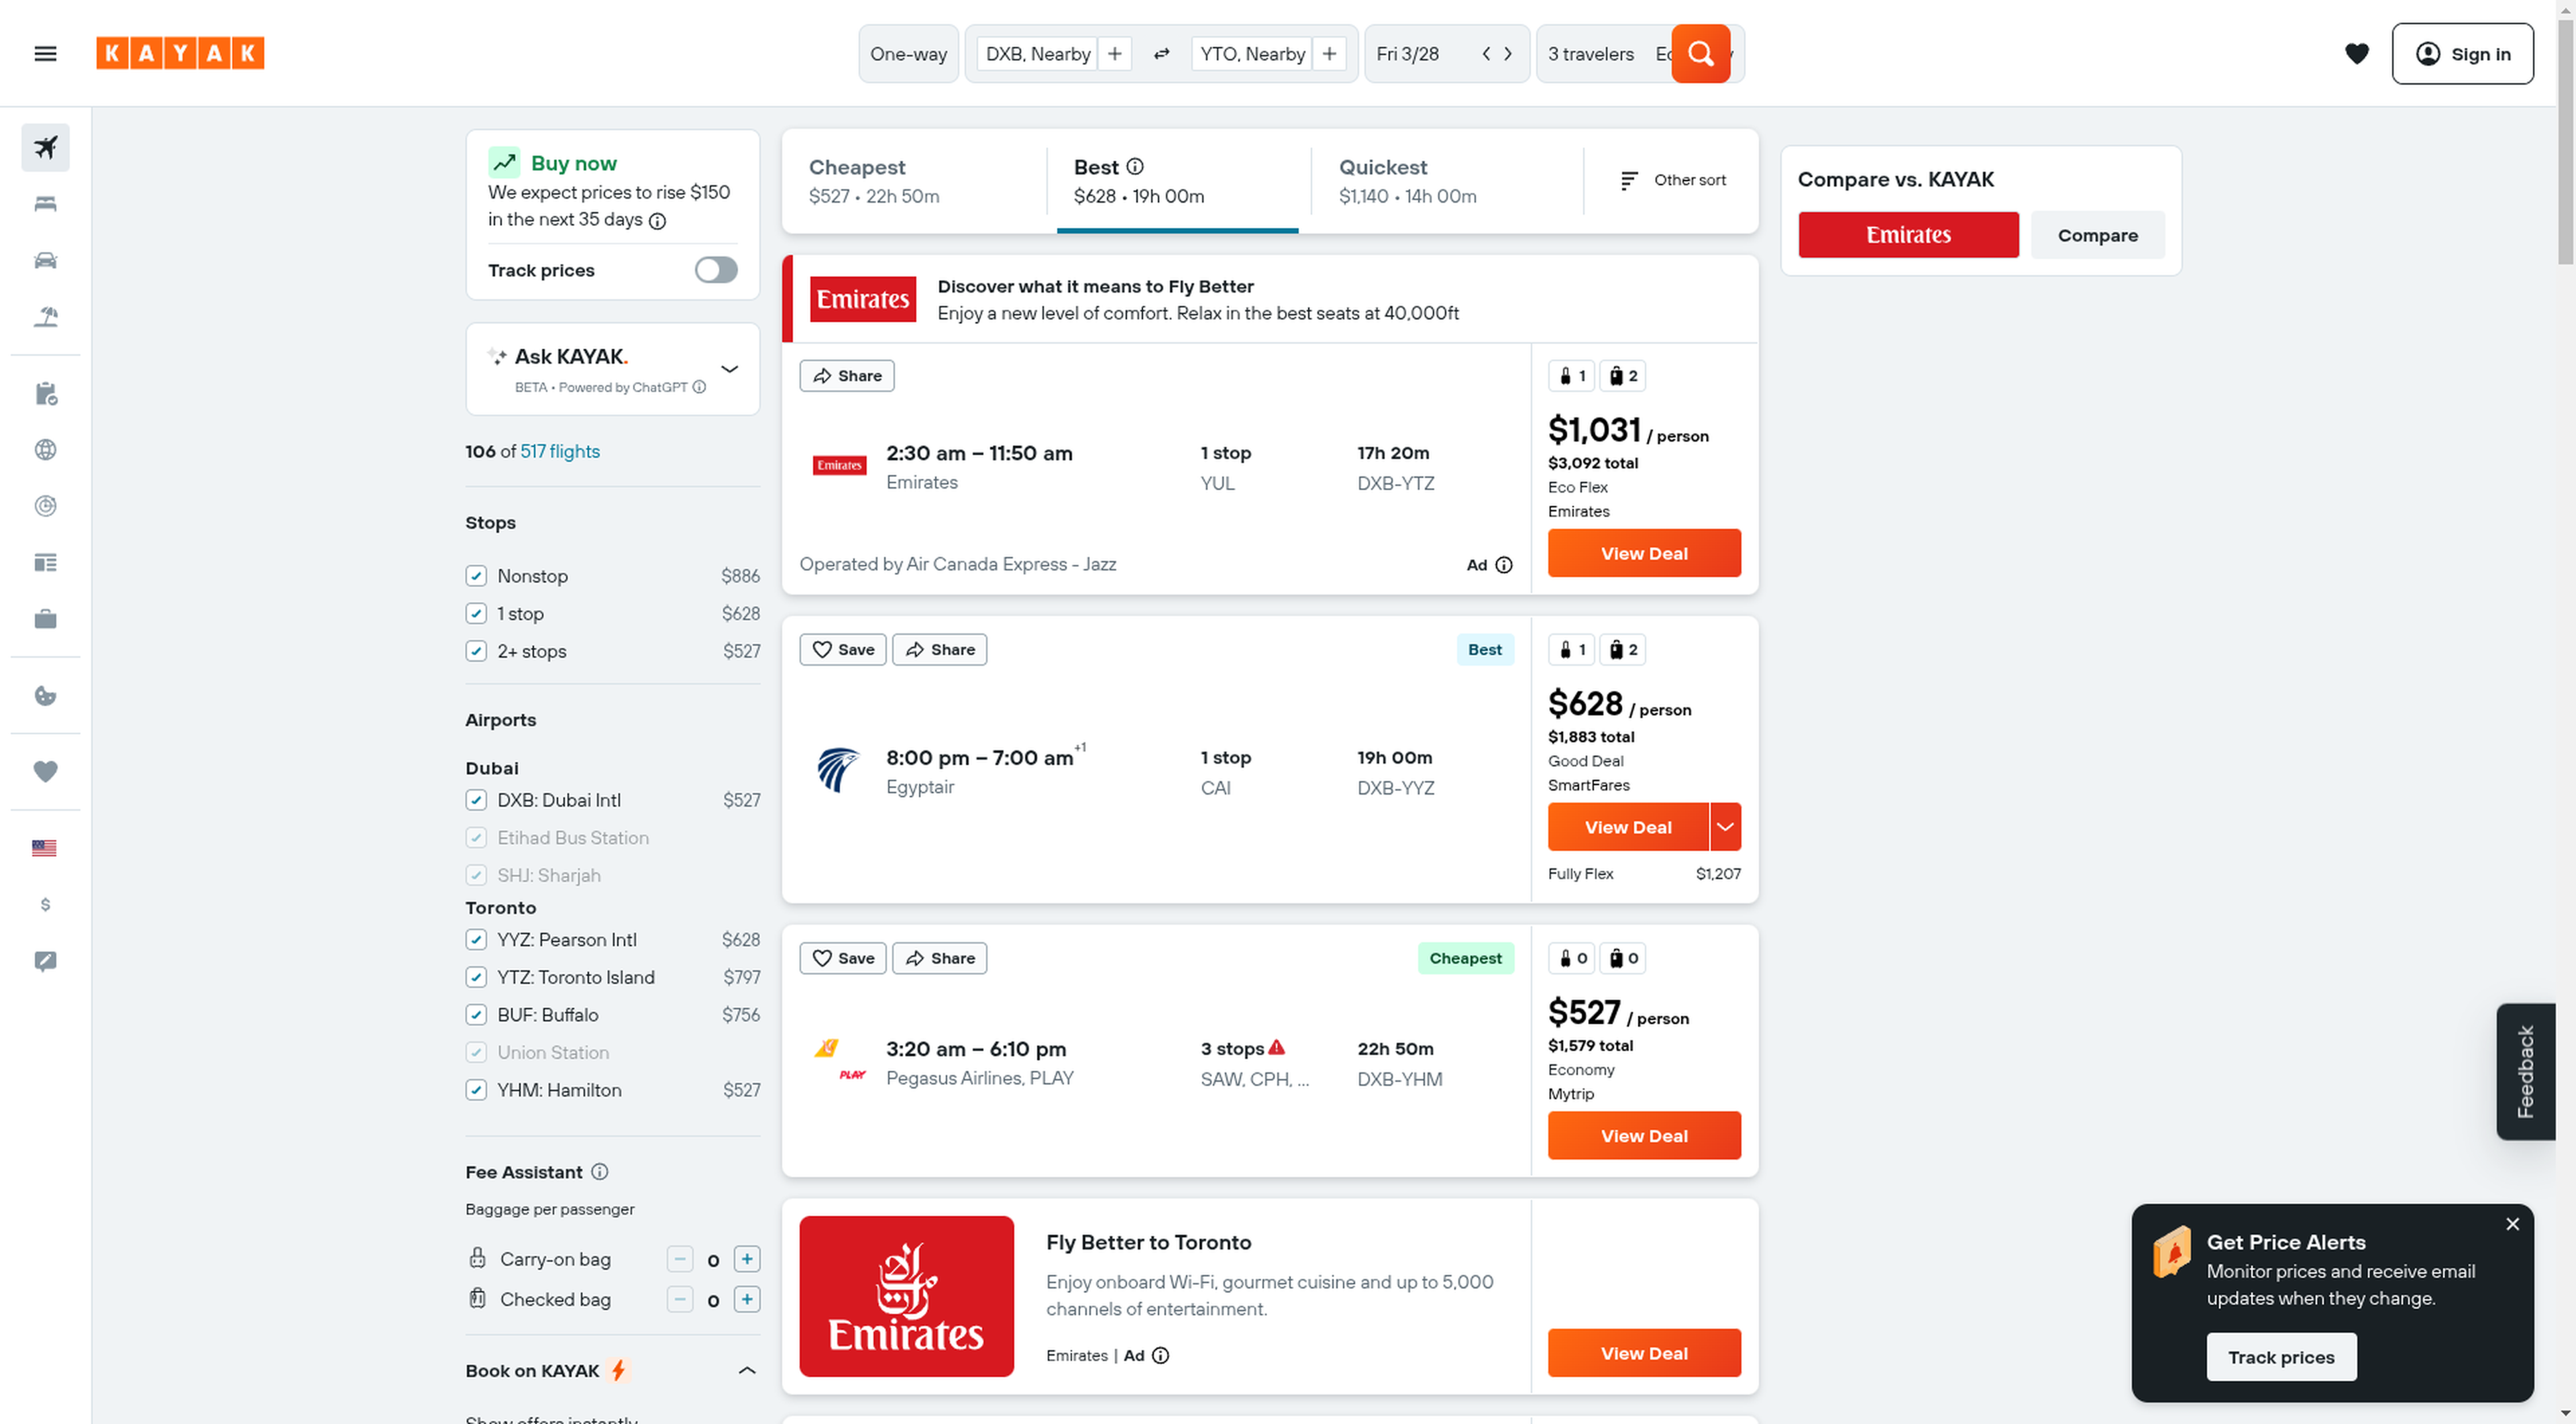 KAYAK
One-way
DXB, Nearby
YTO, Nearby
Fri 3/28
3 travelers
Sign in
Buy now
We expect prices to rise $150
in the next 35 days
Track prices
Ask KAYAK.
BETA • Powered by ChatGPT
106 of 517 flights
Stops
Nonstop $886
1 stop $628
2+ stops $527
Airports
Dubai
DXB: Dubai Intl $527
Etihad Bus Station
SHJ: Sharjah
Toronto
YYZ: Pearson Intl $628
YTZ: Toronto Island $797
BUF: Buffalo $756
Union Station
YHM: Hamilton $527
Fee Assistant
Baggage per passenger
Carry-on bag 0
Checked bag 0
Book on KAYAK
Show offers instantly
Cheapest
$527 • 22h 50m
Best
$628 • 19h 00m
Quickest
$1,140 • 14h 00m
Other sort
Emirates
Discover what it means to Fly Better
Enjoy a new level of comfort. Relax in the best seats at 40,000ft
Share
Emirates
2:30 am – 11:50 am
Emirates
1 stop
YUL
17h 20m
DXB-YTZ
Operated by Air Canada Express - Jazz
Ad
1 2
$1,031 / person
$3,092 total
Eco Flex
Emirates
View Deal
Save
Share
Best
8:00 pm – 7:00 am+1
Egyptair
1 stop
CAI
19h 00m
DXB-YYZ
1 2
$628 / person
$1,883 total
Good Deal
SmartFares
View Deal
Fully Flex $1,207
Save
Share
Cheapest
PLAY
3:20 am – 6:10 pm
Pegasus Airlines, PLAY
3 stops
SAW, CPH, ...
22h 50m
DXB-YHM
0 0
$527 / person
$1,579 total
Economy
Mytrip
View Deal
Emirates
Fly Better to Toronto
Enjoy onboard Wi-Fi, gourmet cuisine and up to 5,000
channels of entertainment.
Emirates | Ad
View Deal
Compare vs. KAYAK
Emirates
Compare
Feedback
Get Price Alerts
Monitor prices and receive email
updates when they change.
Track prices